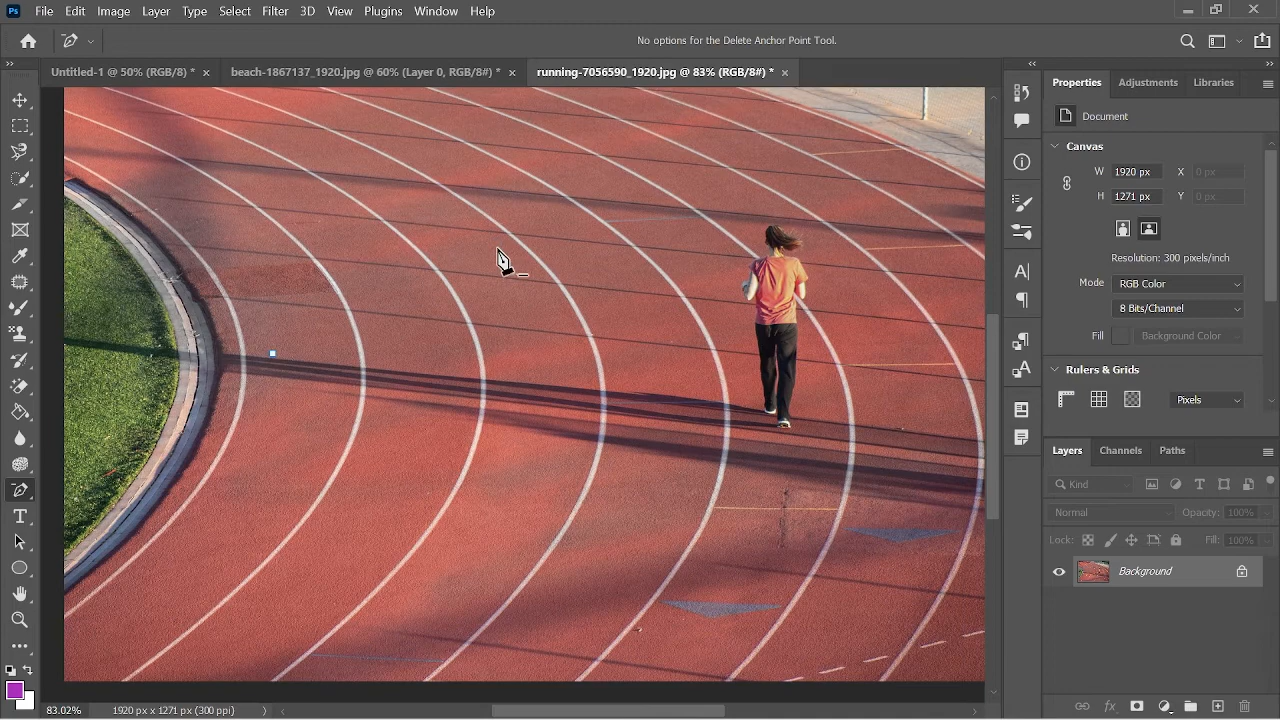 Ps File Edit Image Layer Type Select Filter 3D View Plugins Window Help
No options for the Delete Anchor Point Tool.
Untitled-1 @ 50% (RGB/8) * × beach-1867137_1920.jpg @ 60% (Layer 0, RGB/8#) * × running-7056590_1920.jpg @ 83% (RGB/8#) * ×
Properties Adjustments Libraries
Document
Canvas
W 1920 px X 0 px
H 1271 px Y 0 px
Resolution: 300 pixels/inch
Mode RGB Color
8 Bits/Channel
Fill Background Color
Rulers & Grids
Pixels
Layers Channels Paths
Kind
Normal Opacity: 100%
Lock: Fill: 100%
Background
83.02% 1920 px x 1271 px (300 ppi)